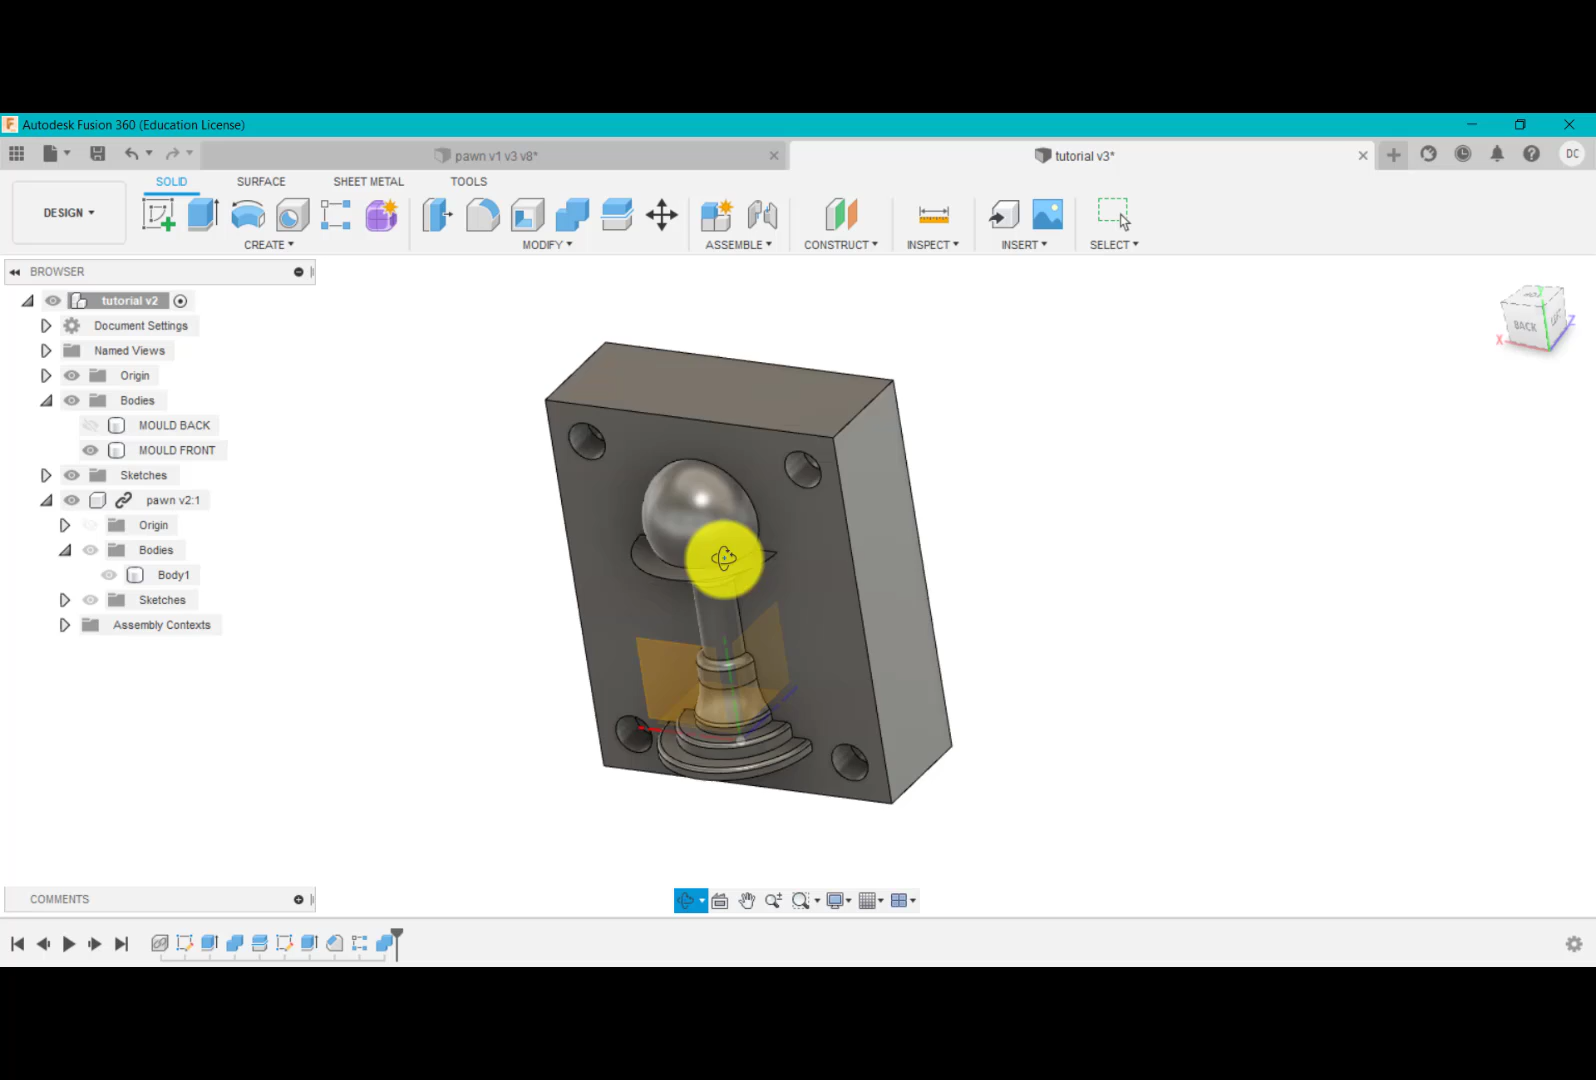 Autodesk Fusion 360 (Education License)
pawn v1 v3 v8*
tutorial v3*
DC
DESIGN
SOLID
SURFACE
SHEET METAL
TOOLS
CREATE
MODIFY
ASSEMBLE
CONSTRUCT
INSPECT
INSERT
SELECT
BROWSER
tutorial v2
Document Settings
Named Views
Origin
Bodies
MOULD BACK
MOULD FRONT
Sketches
pawn v2:1
Origin
Bodies
Body1
Sketches
Assembly Contexts
BACK
X
Z
COMMENTS